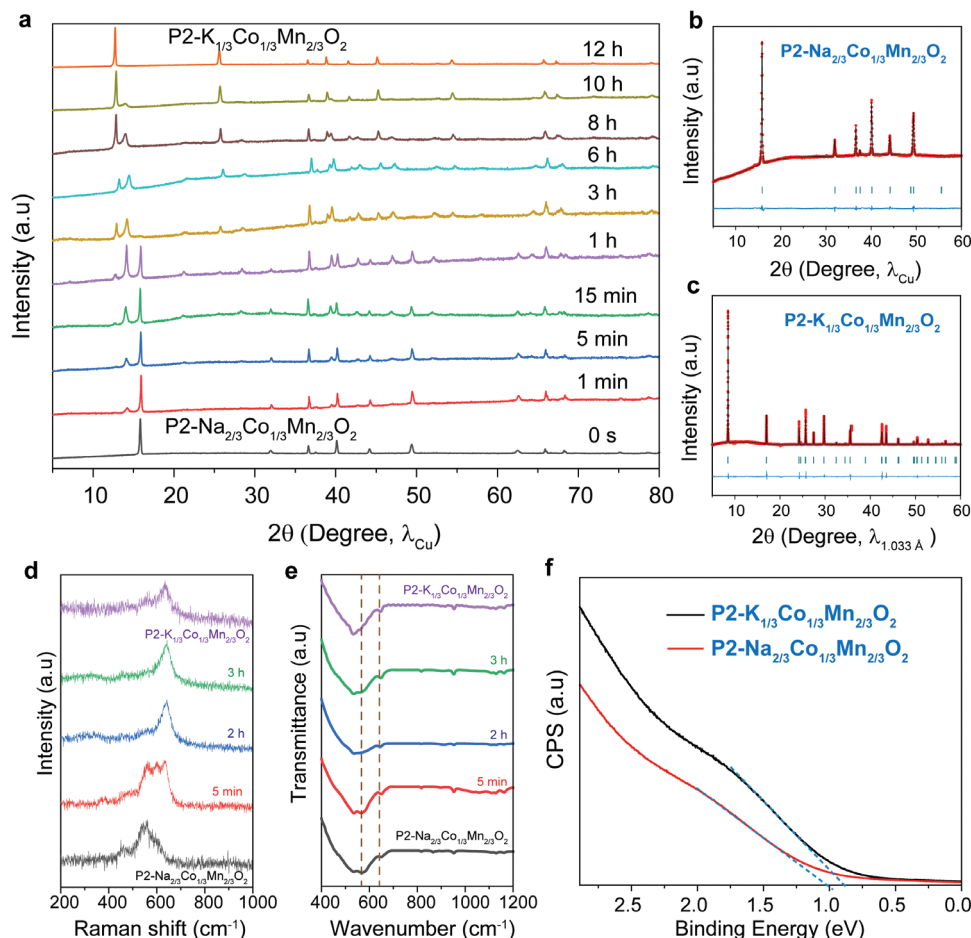 a
P2-K1/3Co1/3Mn2/3O2
12 h
10 h
8 h
6 h
3 h
1 h
15 min
5 min
1 min
P2-Na2/3Co1/3Mn2/3O2
0 s
Intensity (a.u)
10 20 30 40 50 60 70 80
2θ (Degree, λCu)
b
P2-Na2/3Co1/3Mn2/3O2
Intensity (a.u)
10 20 30 40 50 60
2θ (Degree, λCu)
c
P2-K1/3Co1/3Mn2/3O2
Intensity (a.u)
10 20 30 40 50 60
2θ (Degree, λ1.033 Å )
d
P2-K1/3Co1/3Mn2/3O2
3 h
2 h
5 min
P2-Na2/3Co1/3Mn2/3O2
Intensity (a.u)
200 400 600 800 1000
Raman shift (cm-1)
e
P2-K1/3Co1/3Mn2/3O2
3 h
2 h
5 min
P2-Na2/3Co1/3Mn2/3O2
Transmittance (a.u)
400 600 800 1000 1200
Wavenumber (cm-1)
f
P2-K1/3Co1/3Mn2/3O2
P2-Na2/3Co1/3Mn2/3O2
CPS (a.u)
2.5 2.0 1.5 1.0 0.5 0.0
Binding Energy (eV)